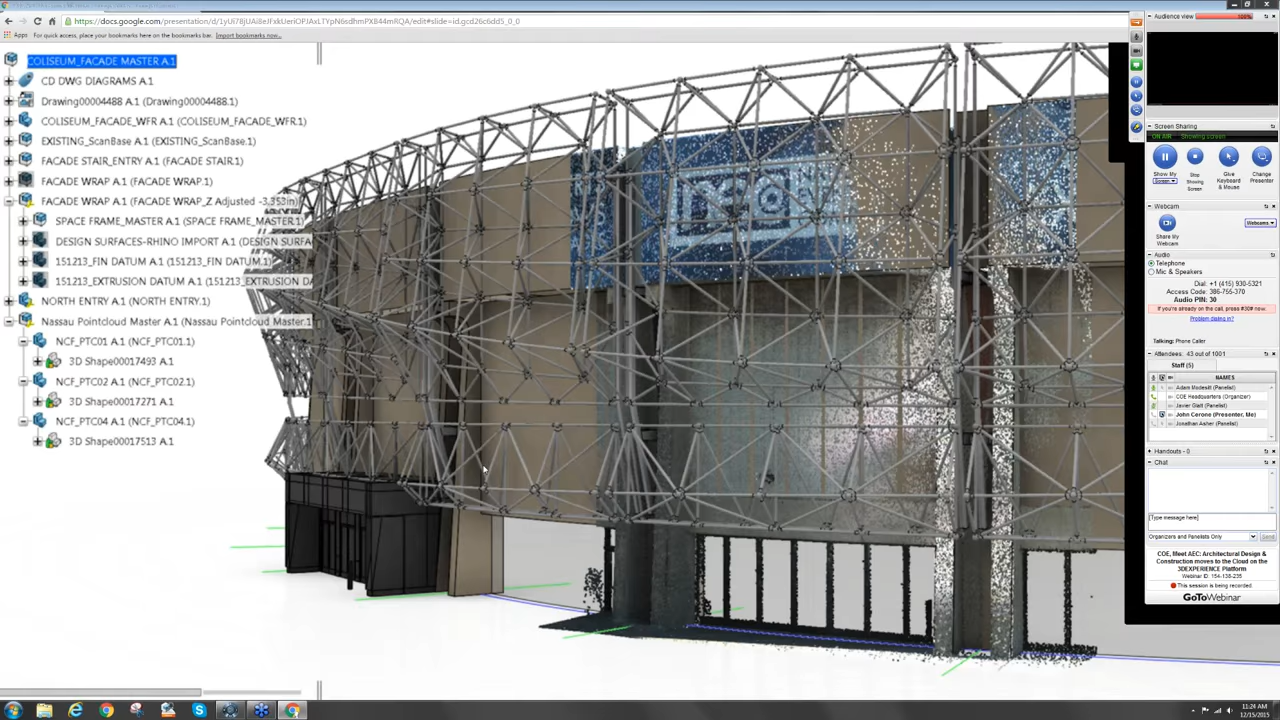 https://docs.google.com/presentation/d/1yUi78jUAi8eJFxkUeriOPJAxLTYpN6sdhmPXB44mRQA/edit#slide=id.gcd26c6dd5_0_0
Apps For quick access, place your bookmarks here on the bookmarks bar. Import bookmarks now...
COLISEUM_FACADE MASTER A.1
CD DWG DIAGRAMS A.1
Drawing00004488 A.1 (Drawing00004488.1)
COLISEUM_FACADE_WFR A.1 (COLISEUM_FACADE_WFR.1)
EXISTING_ScanBase A.1 (EXISTING_ScanBase.1)
FACADE STAIR_ENTRY A.1 (FACADE STAIR.1)
FACADE WRAP A.1 (FACADE WRAP.1)
FACADE WRAP A.1 (FACADE WRAP_Z Adjusted -3,353in)
SPACE FRAME_MASTER A.1 (SPACE FRAME_MASTER.1)
DESIGN SURFACES-RHINO IMPORT A.1 (DESIGN SURFA
151213_FIN DATUM A.1 (151213_FIN DATUM.1)
151213_EXTRUSION DATUM A.1 (151213_EXTRUSION DA
NORTH ENTRY A.1 (NORTH ENTRY.1)
Nassau Pointcloud Master A.1 (Nassau Pointcloud Master.1)
NCF_PTC01 A.1 (NCF_PTC01.1)
3D Shape00017493 A.1
NCF_PTC02 A.1 (NCF_PTC02.1)
3D Shape00017271 A.1
NCF_PTC04 A.1 (NCF_PTC04.1)
3D Shape00017513 A.1
Audience view 108%
Screen Sharing
ON AIR Showing screen
Show My
Screen
Stop
Showing
Screen
Give
Keyboard
& Mouse
Change
Presenter
Webcam
Share My
Webcam
Webcams
Audio
Telephone
Mic & Speakers
Dial: +1 (415) 930-5321
Access Code: 386-755-370
Audio PIN: 30
If you're already on the call, press #30# now.
Problem dialing in?
Talking: Phone Caller
Attendees: 43 out of 1001
Staff (5)
NAMES
Adam Modesitt (Panelist)
COE Headquarters (Organizer)
Javier Glatt (Panelist)
John Cerone (Presenter, Me)
Jonathan Asher (Panelist)
Handouts - 0
Chat
[Type message here]
Organizers and Panelists Only Send
COE, Meet AEC: Architectural Design &
Construction moves to the Cloud on the
3DEXPERIENCE Platform
Webinar ID: 154-138-235
This session is being recorded.
GoToWebinar
11:24 AM
12/15/2015